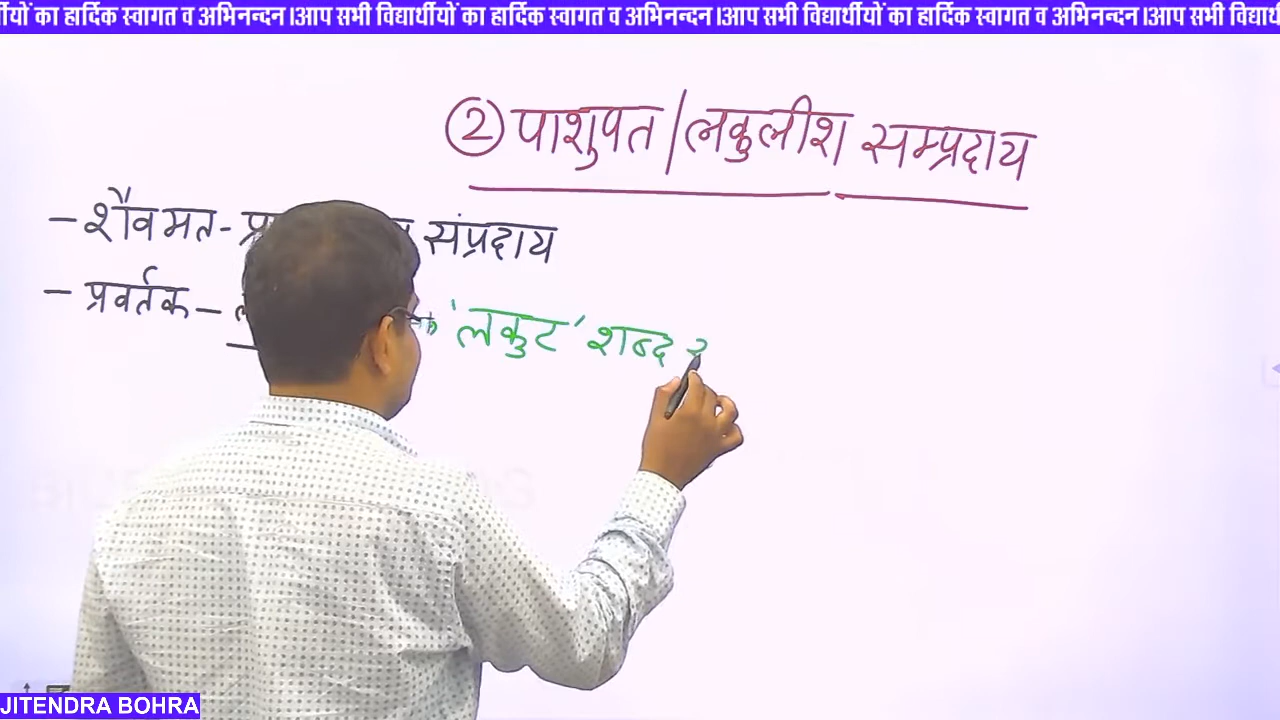 का हार्दिक स्वागत व अभिनन्दन।आप सभी विद्यार्थीयों का हार्दिक स्वागत व अभिनन्दन।आप सभी विद्यार्थीयों का हार्दिक स्वागत व अभिनन्दन।आप सभी
② पाशुपत/लकुलीश सम्प्रदाय
- शैवमत - संप्रदाय
- प्रवर्तक - 'लकुट' शब्द
JITENDRA BOHRA